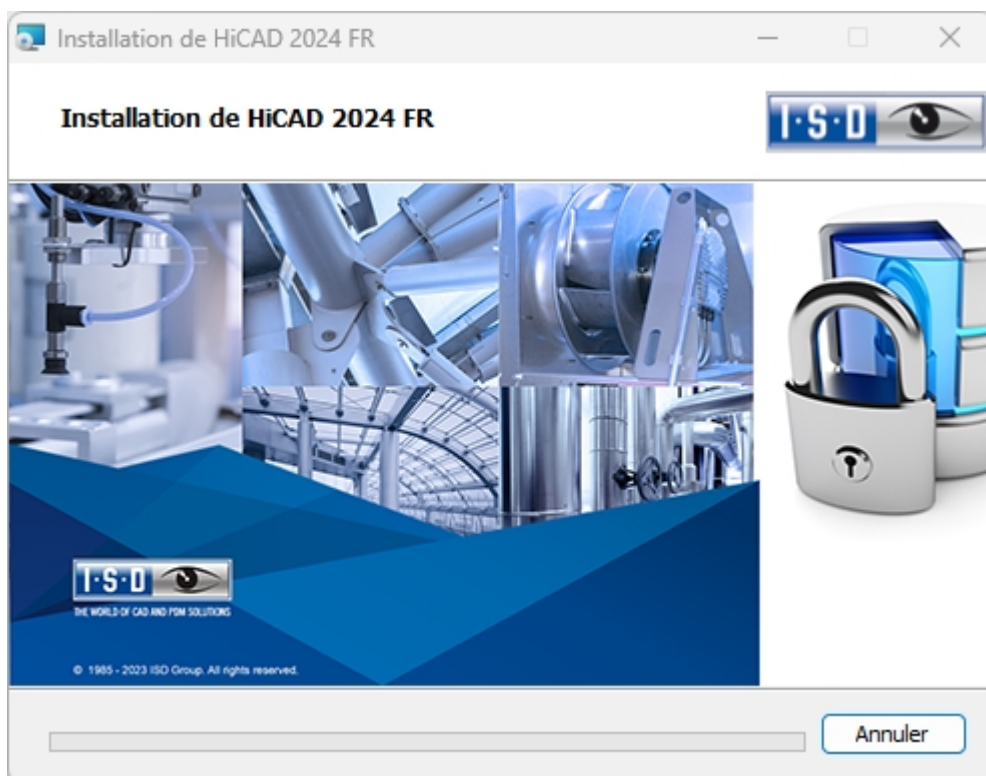 Installation de HiCAD 2024 FR
Installation de HiCAD 2024 FR
I·S·D
I·S·D
THE WORLD OF CAD AND PDM SOLUTIONS
© 1985 - 2023 ISD Group. All rights reserved.
Annuler